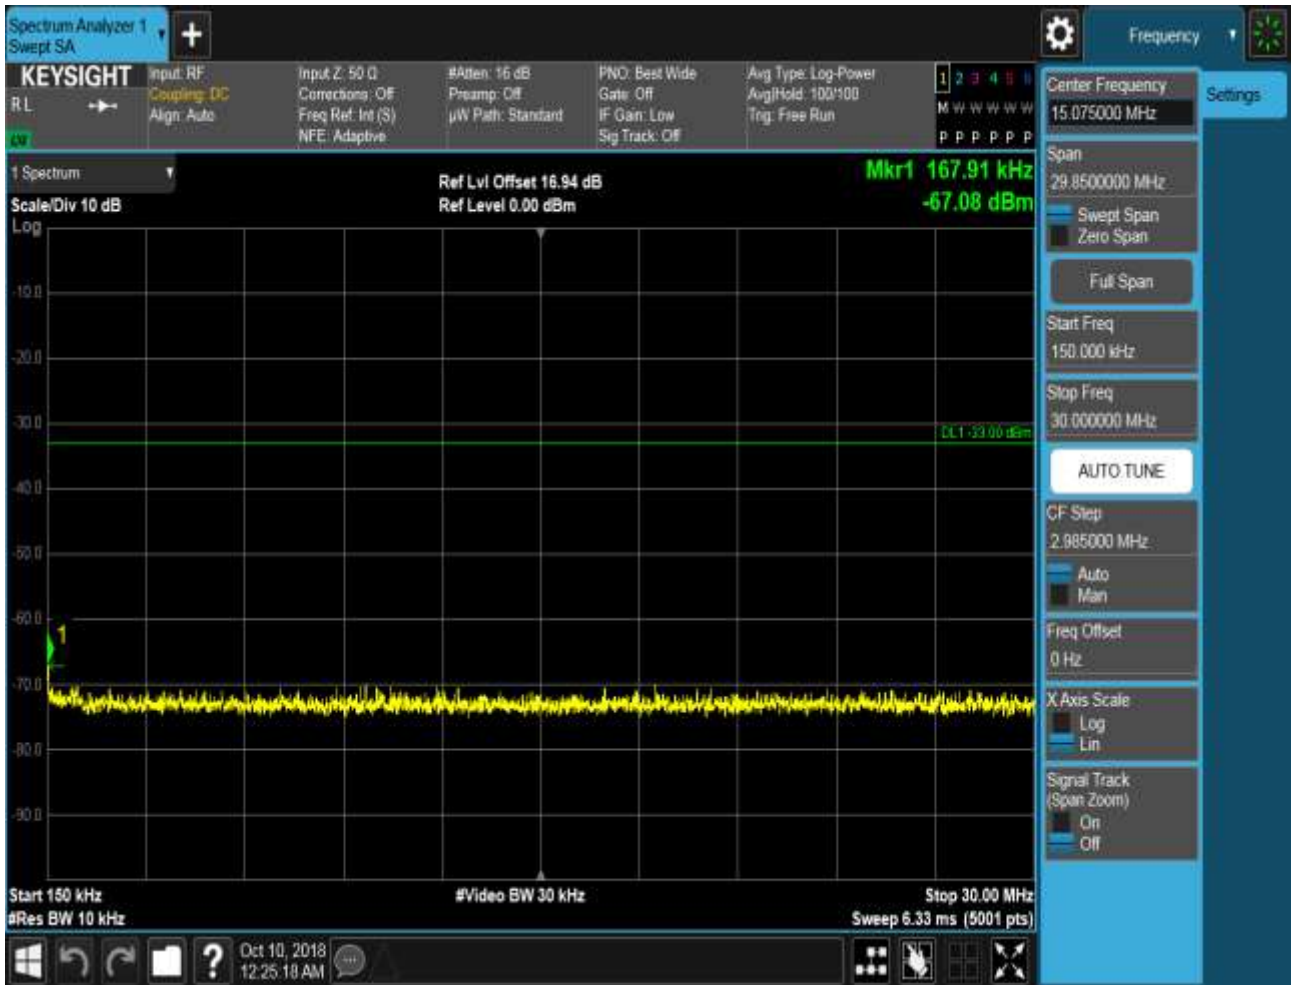 Spectrum Analyzer 1
Swept SA
+
Frequency
KEYSIGHT
RL
Input: RF
Coupling: DC
Align: Auto
Input Z: 50 Ω
Corrections: Off
Freq Ref: Int (S)
NFE: Adaptive
#Atten: 16 dB
Preamp: Off
µW Path: Standard
PNO: Best Wide
Gate: Off
IF Gain: Low
Sig Track: Off
Avg Type: Log-Power
Avg|Hold: 100/100
Trig: Free Run
1 2 3 4 5 6
M W W W W W
P P P P P P
1 Spectrum
Scale/Div 10 dB
Log
Ref Lvl Offset 16.94 dB
Ref Level 0.00 dBm
Mkr1 167.91 kHz
-67.08 dBm
-10.0
-20.0
-30.0
DL1 -33.00 dBm
-40.0
-50.0
-60.0
1
-70.0
-80.0
-90.0
Start 150 kHz
#Video BW 30 kHz
Stop 30.00 MHz
#Res BW 10 kHz
Sweep 6.33 ms (5001 pts)
?
Oct 10, 2018
12:25:18 AM
Center Frequency
15.075000 MHz
Settings
Span
29.8500000 MHz
Swept Span
Zero Span
Full Span
Start Freq
150.000 kHz
Stop Freq
30.000000 MHz
AUTO TUNE
CF Step
2.985000 MHz
Auto
Man
Freq Offset
0 Hz
X Axis Scale
Log
Lin
Signal Track
(Span Zoom)
On
Off